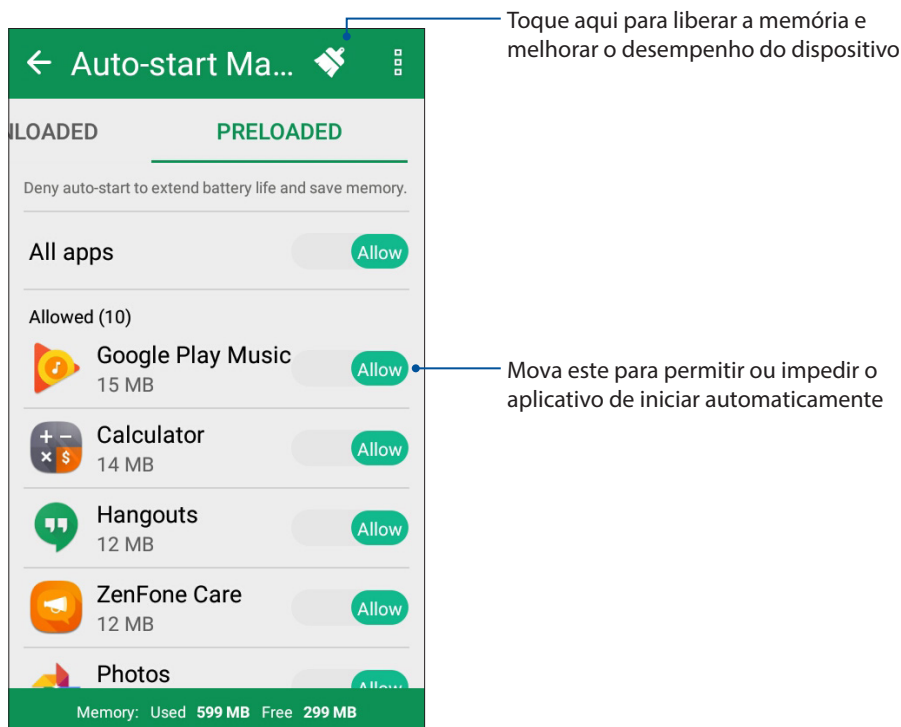 Toque aqui para liberar a memória e
melhorar o desempenho do dispositivo
Auto-start Ma...
NLOADED
PRELOADED
Deny auto-start to extend battery life and save memory.
All apps
Allow
Allowed (10)
Google Play Music
15 MB
Allow
Mova este para permitir ou impedir o
aplicativo de iniciar automaticamente
Calculator
14 MB
Allow
Hangouts
12 MB
Allow
ZenFone Care
12 MB
Allow
Photos
Allow
Memory: Used 599 MB Free 299 MB